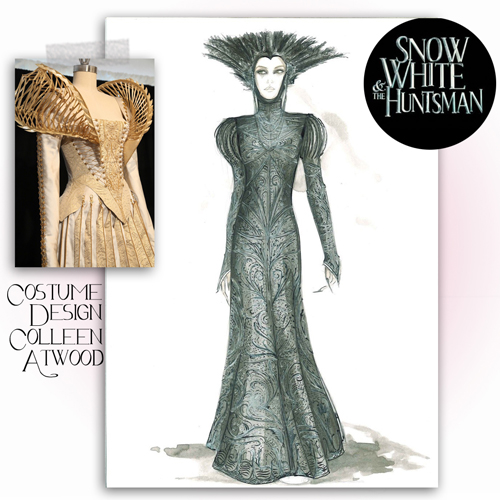 SNOW
WHITE
& THE HUNTSMAN
COSTUME
DESIGN
COLLEEN
ATWOOD